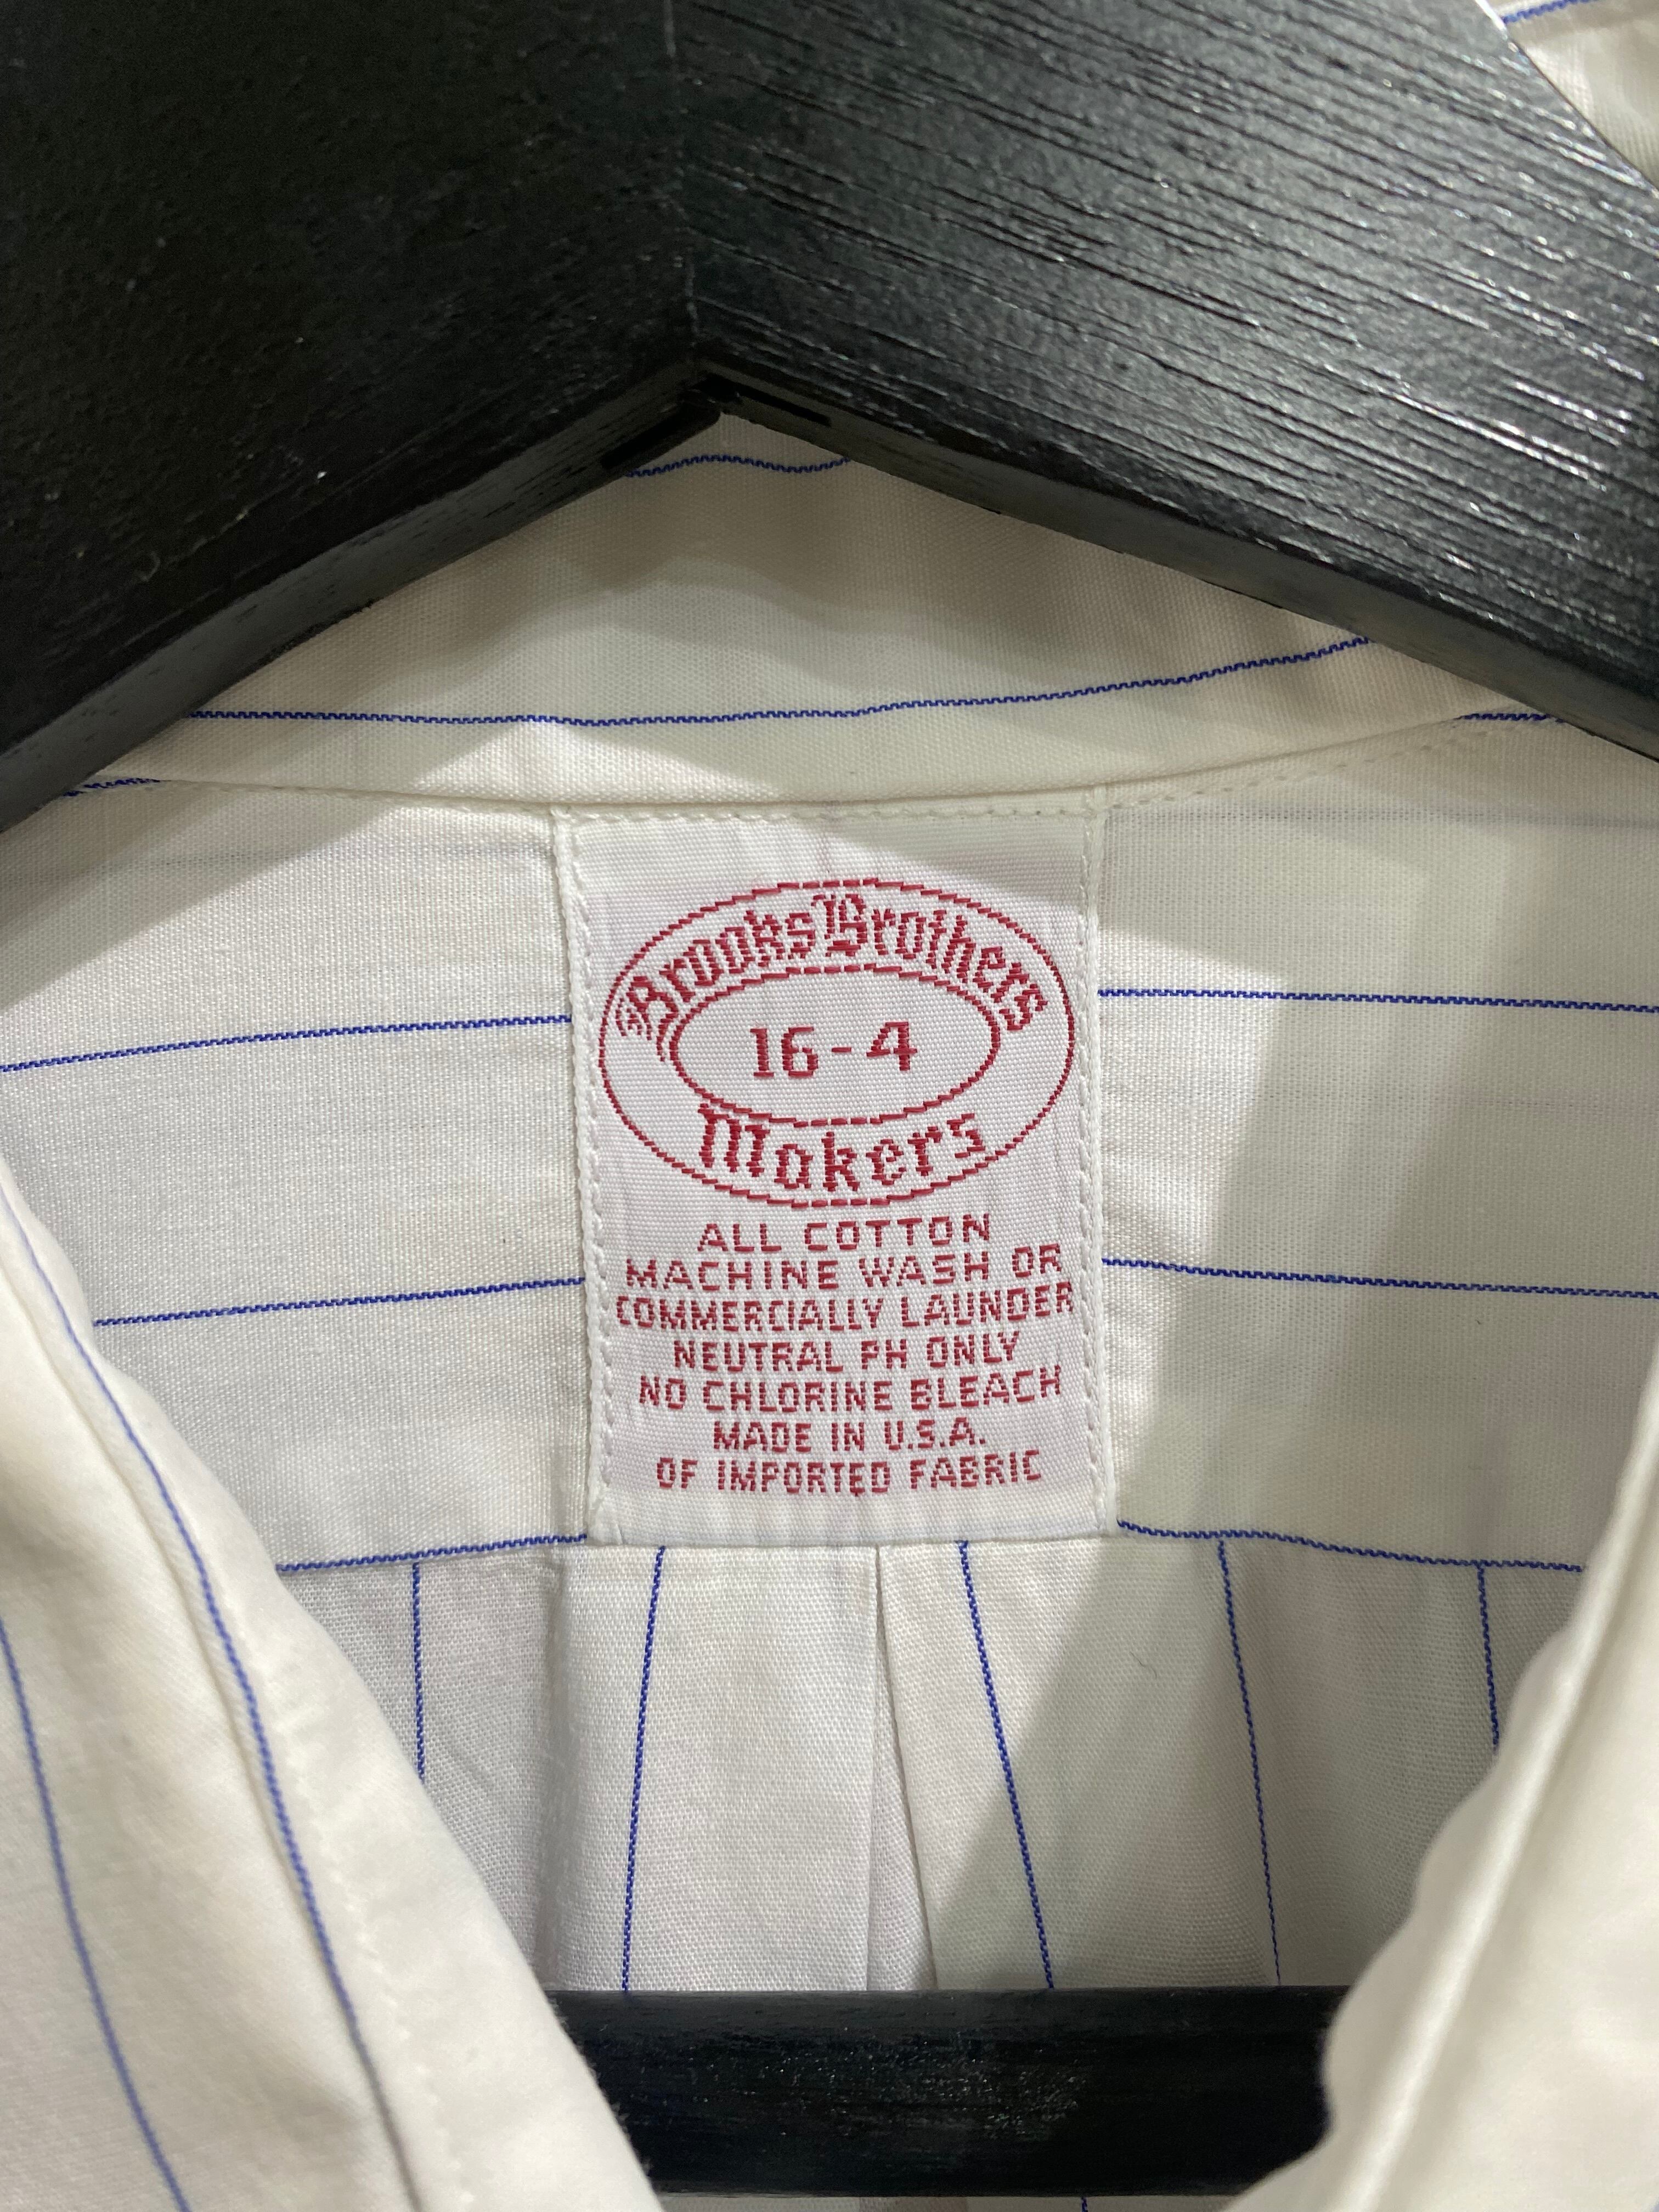 Brooks Brothers
16-4
Makers
ALL COTTON
MACHINE WASH OR
COMMERCIALLY LAUNDER
NEUTRAL PH ONLY
NO CHLORINE BLEACH
MADE IN U.S.A.
OF IMPORTED FABRIC